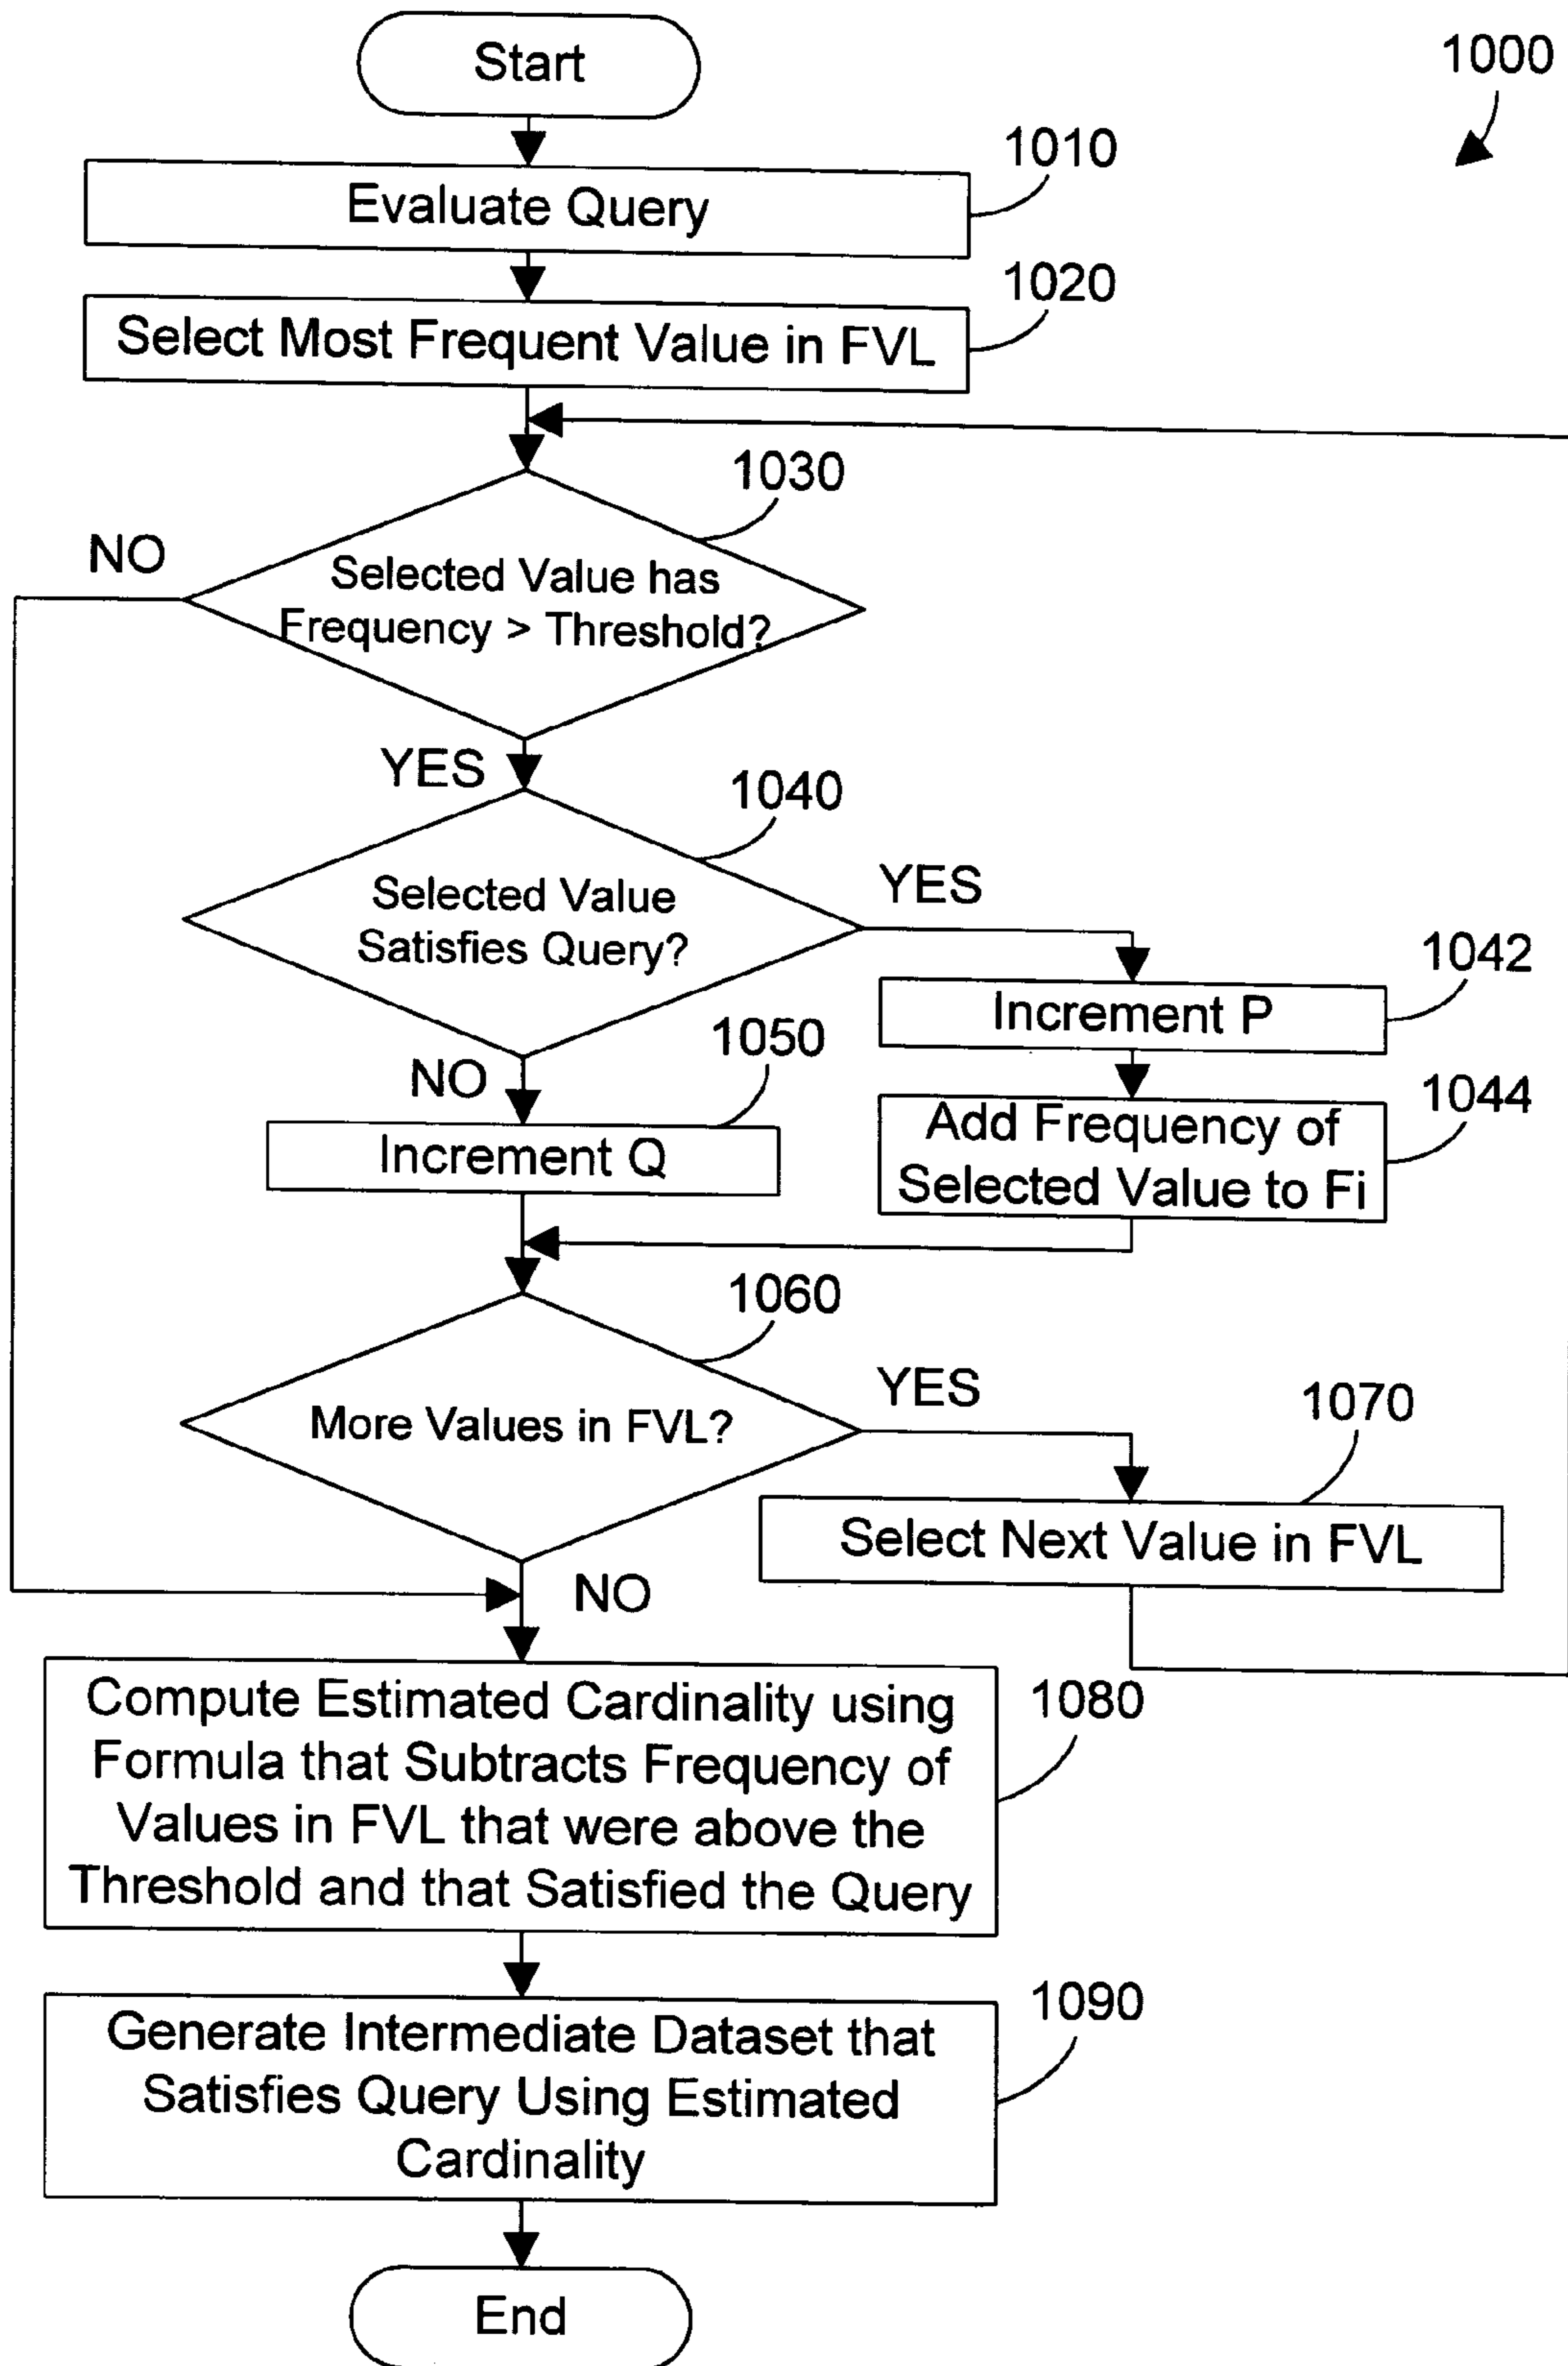 Start
1000
1010
Evaluate Query
1020
Select Most Frequent Value in FVL
1030
NO
Selected Value has
Frequency > Threshold?
YES
1040
Selected Value
Satisfies Query?
YES
1042
Increment P
1050
NO
Increment Q
1044
Add Frequency of
Selected Value to Fi
1060
More Values in FVL?
YES
1070
Select Next Value in FVL
NO
1080
Compute Estimated Cardinality using
Formula that Subtracts Frequency of
Values in FVL that were above the
Threshold and that Satisfied the Query
1090
Generate Intermediate Dataset that
Satisfies Query Using Estimated
Cardinality
End